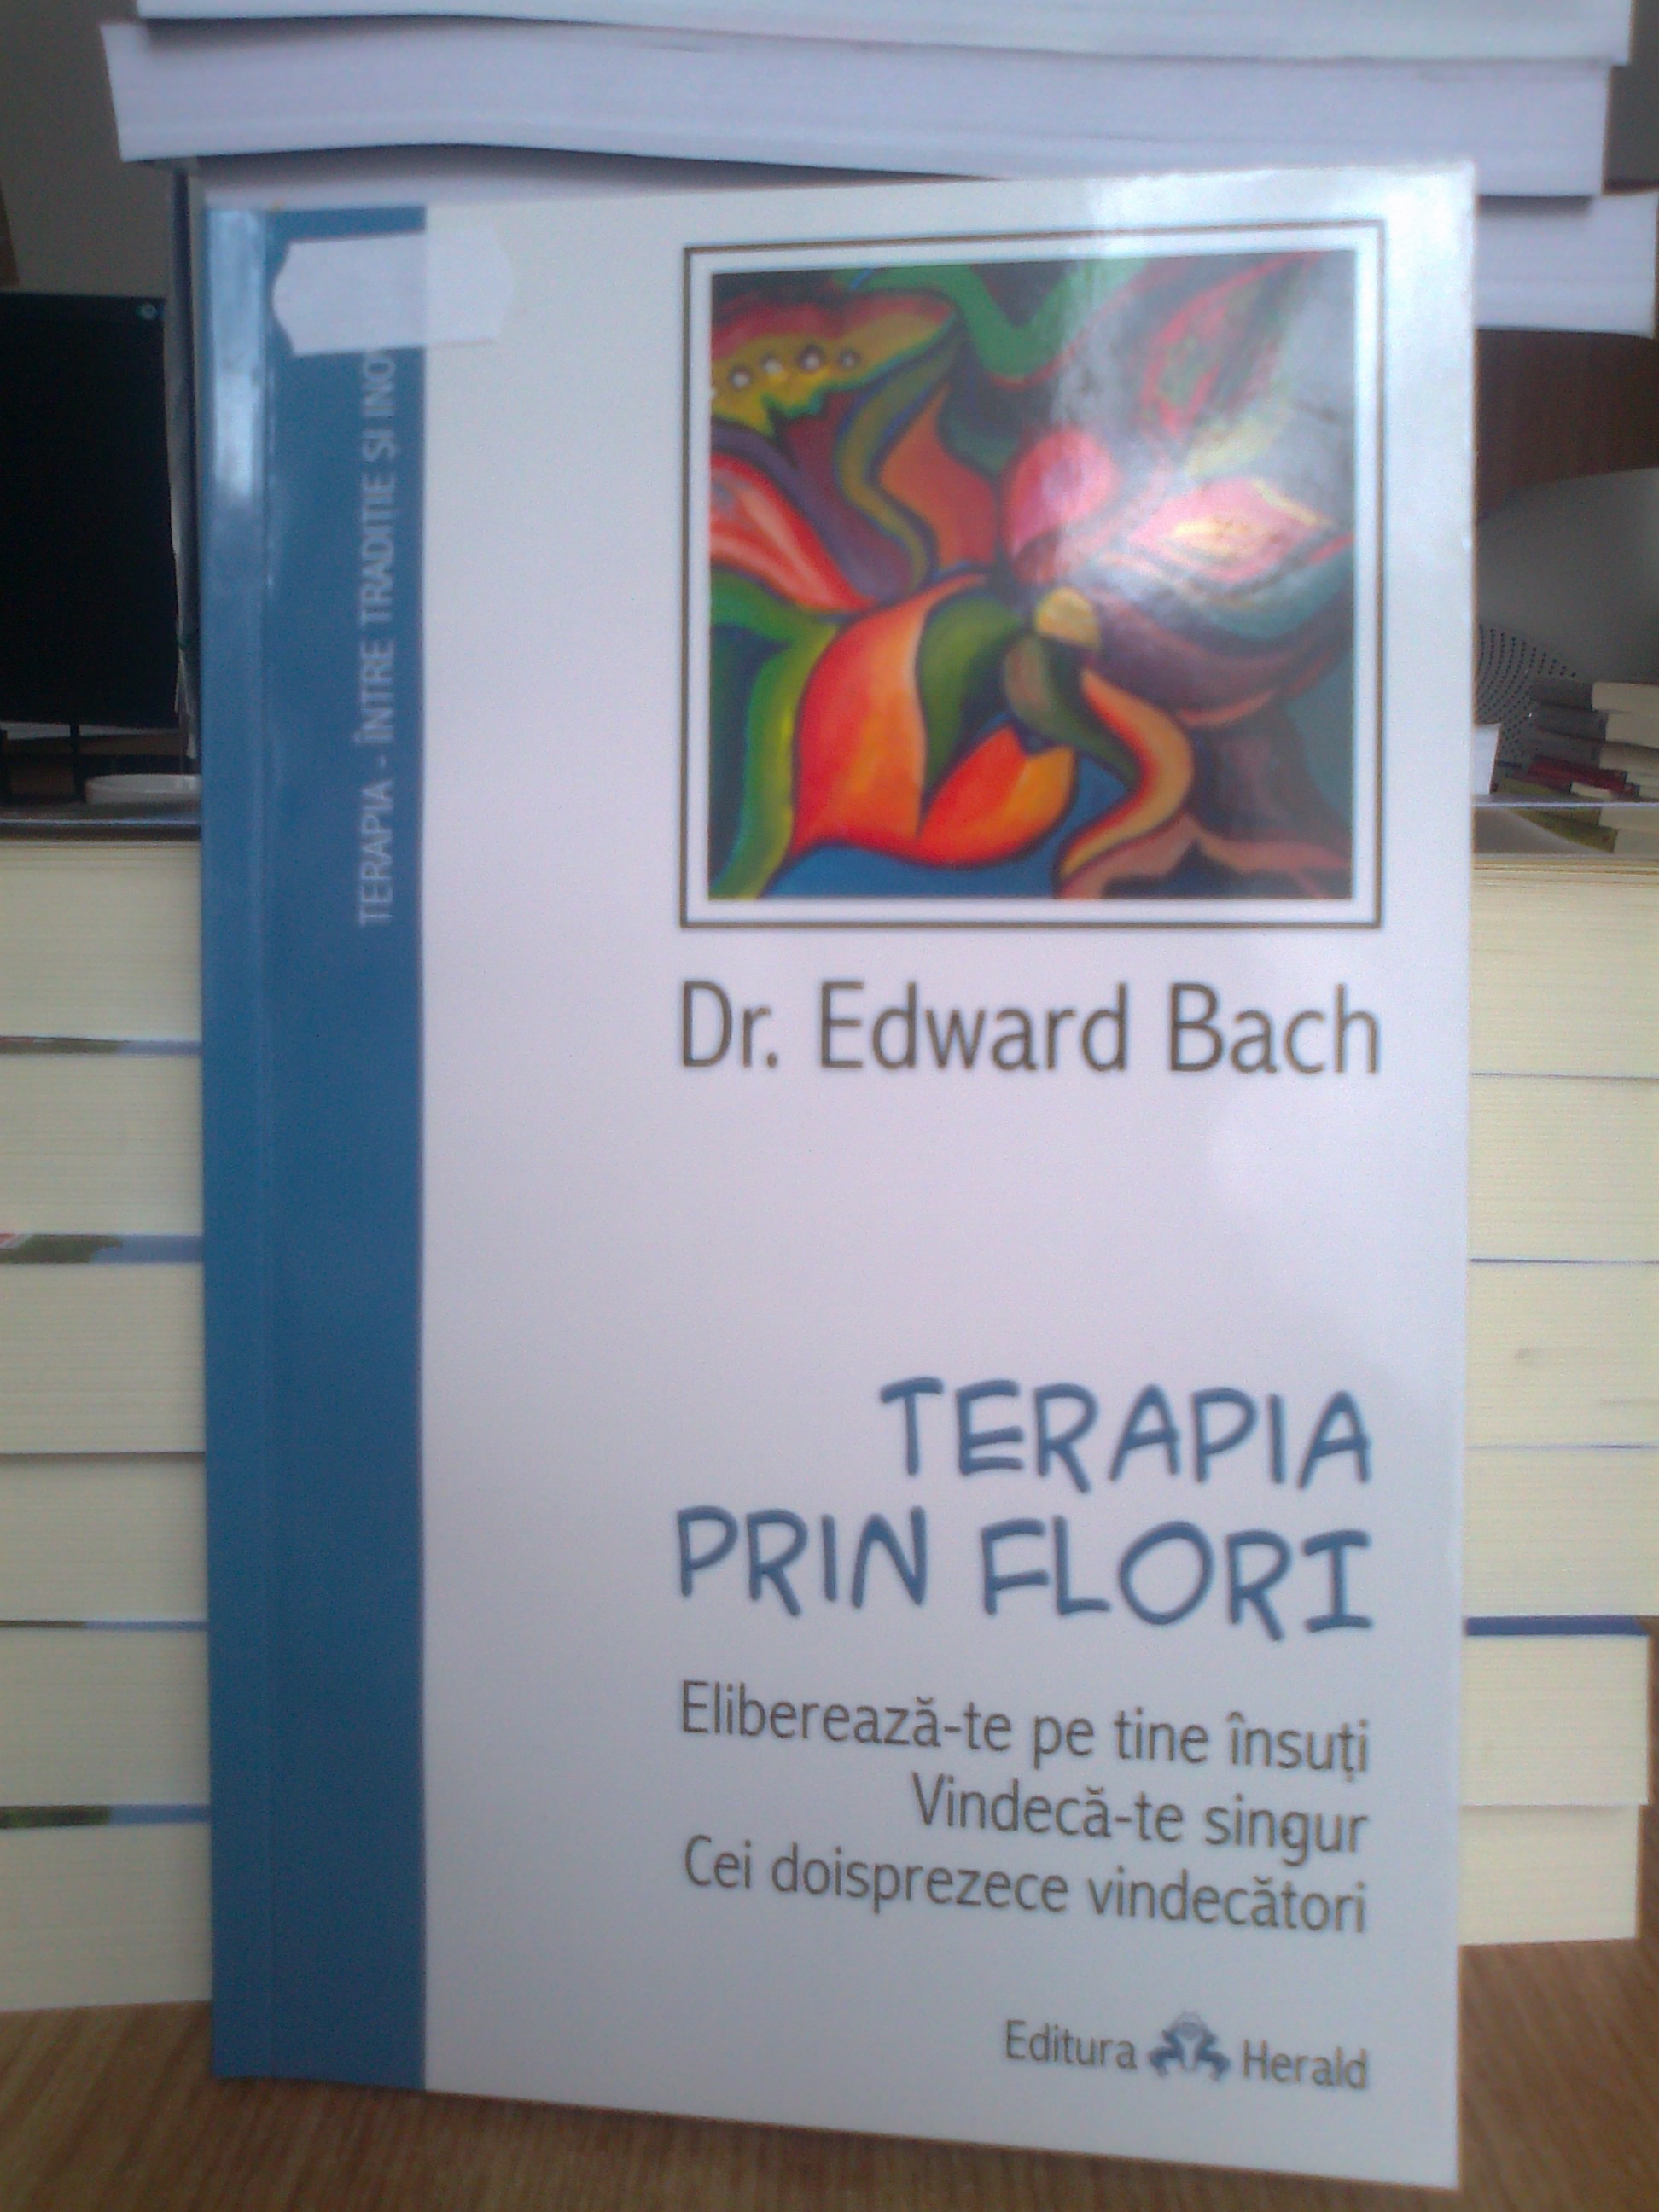 TERAPIA - ÎNTRE TRADIȚIE ȘI
Dr. Edward Bach
TERAPIA
PRIN FLORI
Eliberează-te pe tine însuți
Vindecă-te singur
Cei doisprezece vindecători
Editura Herald